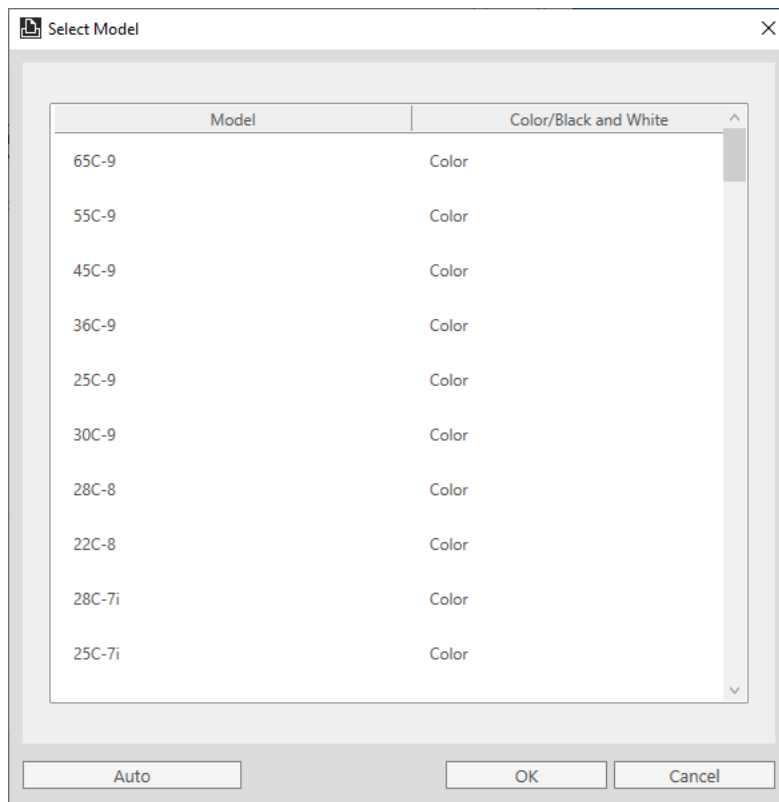 Select Model
Model Color/Black and White
65C-9 Color
55C-9 Color
45C-9 Color
36C-9 Color
25C-9 Color
30C-9 Color
28C-8 Color
22C-8 Color
28C-7i Color
25C-7i Color
Auto OK Cancel